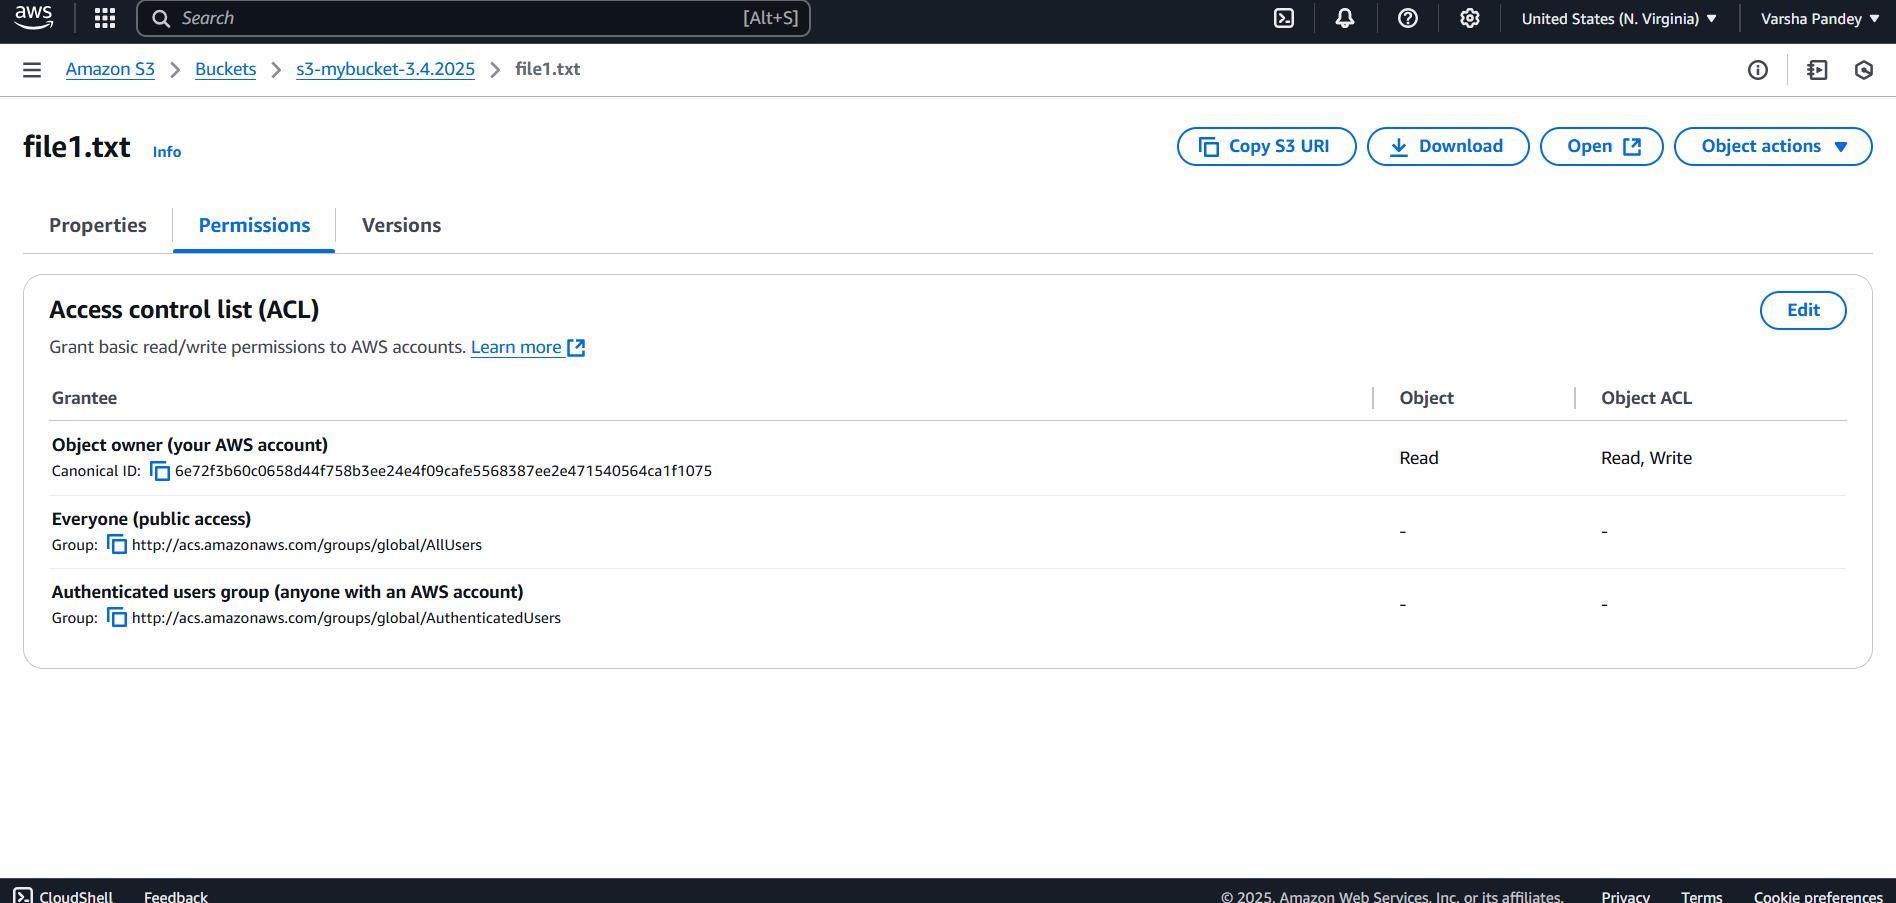 aws
Search [Alt+S] United States (N. Virginia) Varsha Pandey
Amazon S3 Buckets s3-mybucket-3.4.2025 file1.txt
file1.txt Info Copy S3 URI Download Open Object actions
Properties Permissions Versions
Access control list (ACL) Edit
Grant basic read/write permissions to AWS accounts. Learn more
Grantee Object Object ACL
Object owner (your AWS account)
Canonical ID: 6e72f3b60c0658d44f758b3ee24e4f09cafe5568387ee2e471540564ca1f1075 Read Read, Write
Everyone (public access)
Group: http://acs.amazonaws.com/groups/global/AllUsers - -
Authenticated users group (anyone with an AWS account)
Group: http://acs.amazonaws.com/groups/global/AuthenticatedUsers - -
CloudShell Feedback © 2025, Amazon Web Services, Inc. or its affiliates. Privacy Terms Cookie preferences